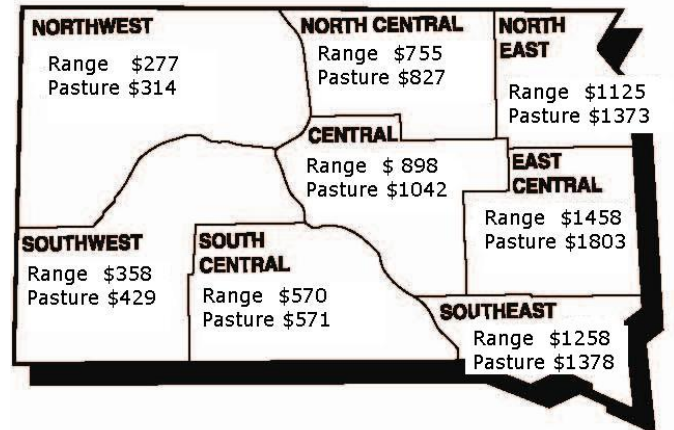 NORTHWEST
Range $277
Pasture $314
NORTH CENTRAL
Range $755
Pasture $827
NORTH
EAST
Range $1125
Pasture $1373
CENTRAL
Range $ 898
Pasture $1042
EAST
CENTRAL
Range $1458
Pasture $1803
SOUTHWEST
Range $358
Pasture $429
SOUTH
CENTRAL
Range $570
Pasture $571
SOUTHEAST
Range $1258
Pasture $1378